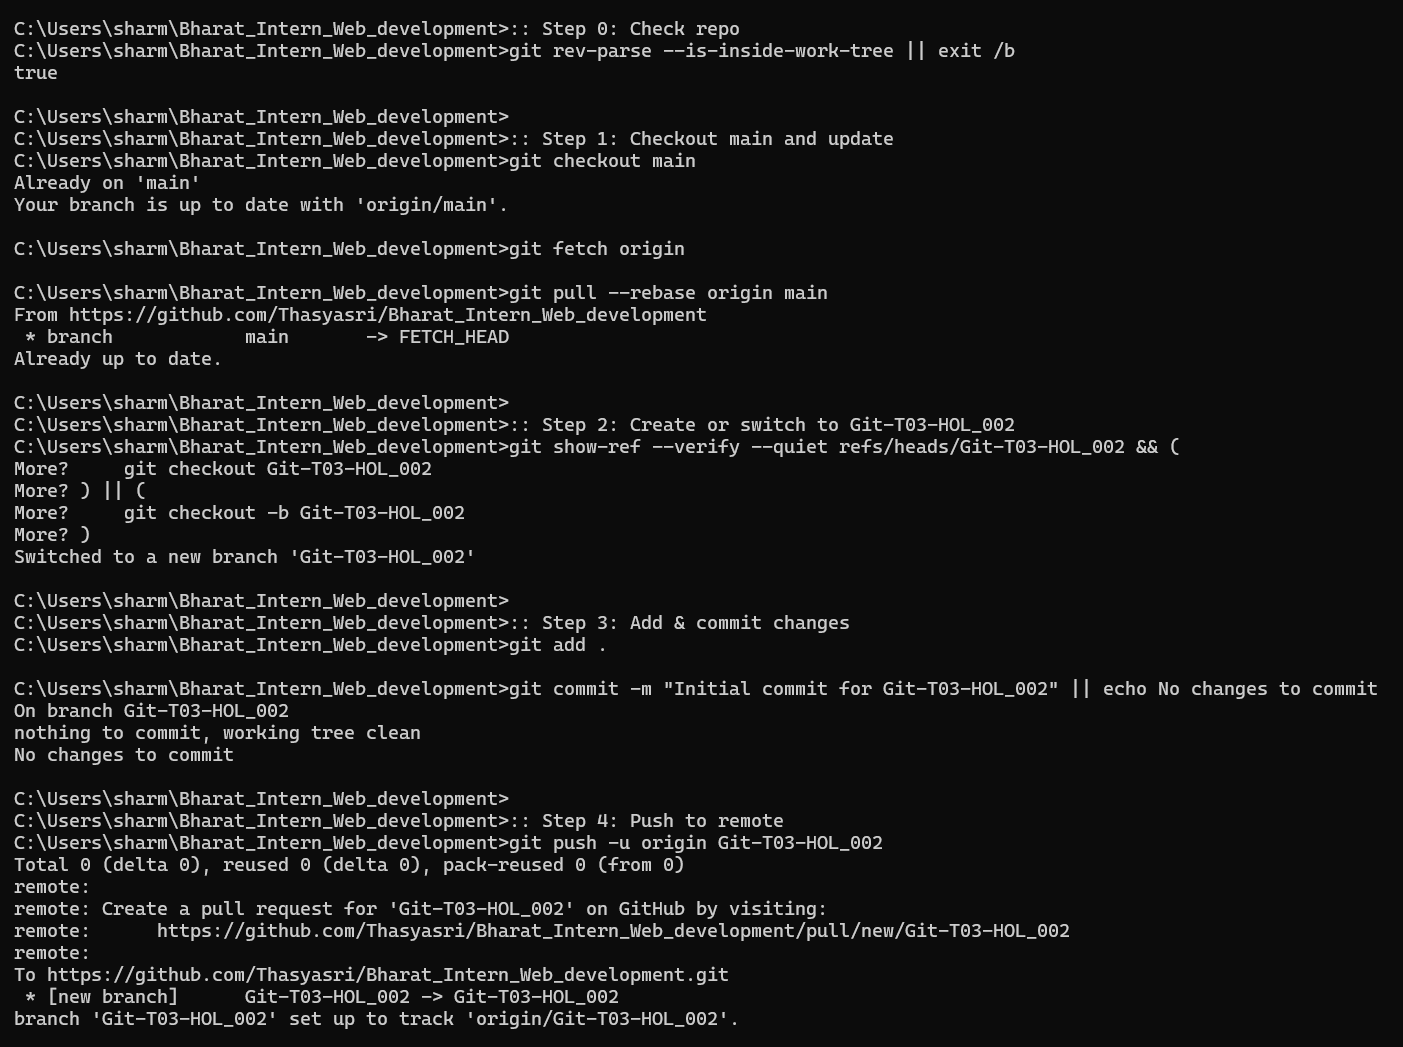 C:\Users\sharm\Bharat_Intern_Web_development>:: Step 0: Check repo
C:\Users\sharm\Bharat_Intern_Web_development>git rev-parse --is-inside-work-tree || exit /b
true
C:\Users\sharm\Bharat_Intern_Web_development>
C:\Users\sharm\Bharat_Intern_Web_development>:: Step 1: Checkout main and update
C:\Users\sharm\Bharat_Intern_Web_development>git checkout main
Already on 'main'
Your branch is up to date with 'origin/main'.
C:\Users\sharm\Bharat_Intern_Web_development>git fetch origin
C:\Users\sharm\Bharat_Intern_Web_development>git pull --rebase origin main
From https://github.com/Thasyasri/Bharat_Intern_Web_development
 * branch            main       -> FETCH_HEAD
Already up to date.
C:\Users\sharm\Bharat_Intern_Web_development>
C:\Users\sharm\Bharat_Intern_Web_development>:: Step 2: Create or switch to Git-T03-HOL_002
C:\Users\sharm\Bharat_Intern_Web_development>git show-ref --verify --quiet refs/heads/Git-T03-HOL_002 && (
More?     git checkout Git-T03-HOL_002
More? ) || (
More?     git checkout -b Git-T03-HOL_002
More? )
Switched to a new branch 'Git-T03-HOL_002'
C:\Users\sharm\Bharat_Intern_Web_development>
C:\Users\sharm\Bharat_Intern_Web_development>:: Step 3: Add & commit changes
C:\Users\sharm\Bharat_Intern_Web_development>git add .
C:\Users\sharm\Bharat_Intern_Web_development>git commit -m "Initial commit for Git-T03-HOL_002" || echo No changes to commit
On branch Git-T03-HOL_002
nothing to commit, working tree clean
No changes to commit
C:\Users\sharm\Bharat_Intern_Web_development>
C:\Users\sharm\Bharat_Intern_Web_development>:: Step 4: Push to remote
C:\Users\sharm\Bharat_Intern_Web_development>git push -u origin Git-T03-HOL_002
Total 0 (delta 0), reused 0 (delta 0), pack-reused 0 (from 0)
remote:
remote: Create a pull request for 'Git-T03-HOL_002' on GitHub by visiting:
remote:      https://github.com/Thasyasri/Bharat_Intern_Web_development/pull/new/Git-T03-HOL_002
remote:
To https://github.com/Thasyasri/Bharat_Intern_Web_development.git
 * [new branch]      Git-T03-HOL_002 -> Git-T03-HOL_002
branch 'Git-T03-HOL_002' set up to track 'origin/Git-T03-HOL_002'.